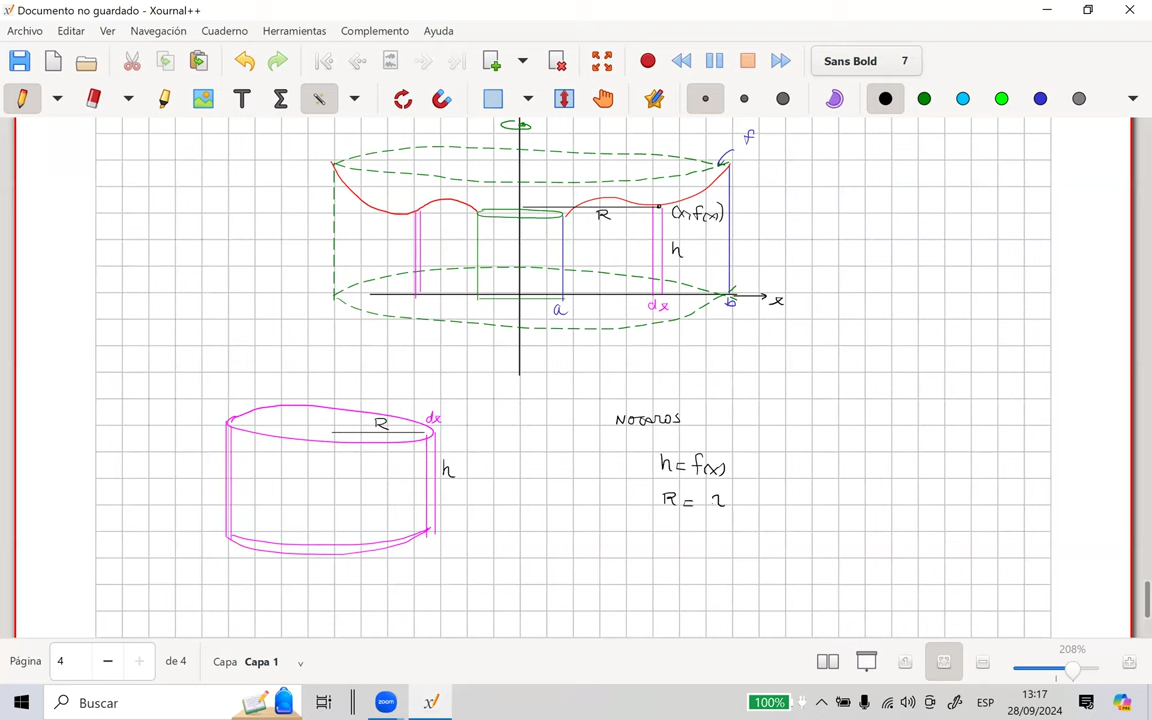 Documento no guardado - Xournal++
Archivo Editar Ver Navegación Cuaderno Herramientas Complemento Ayuda
Sans Bold 7
f
R (x, f(x))
h
a dx b x
R dx
h
h = f(x)
R =
Página 4 de 4 Capa Capa 1
208%
Buscar
zoom
100% ESP 13:17
28/09/2024